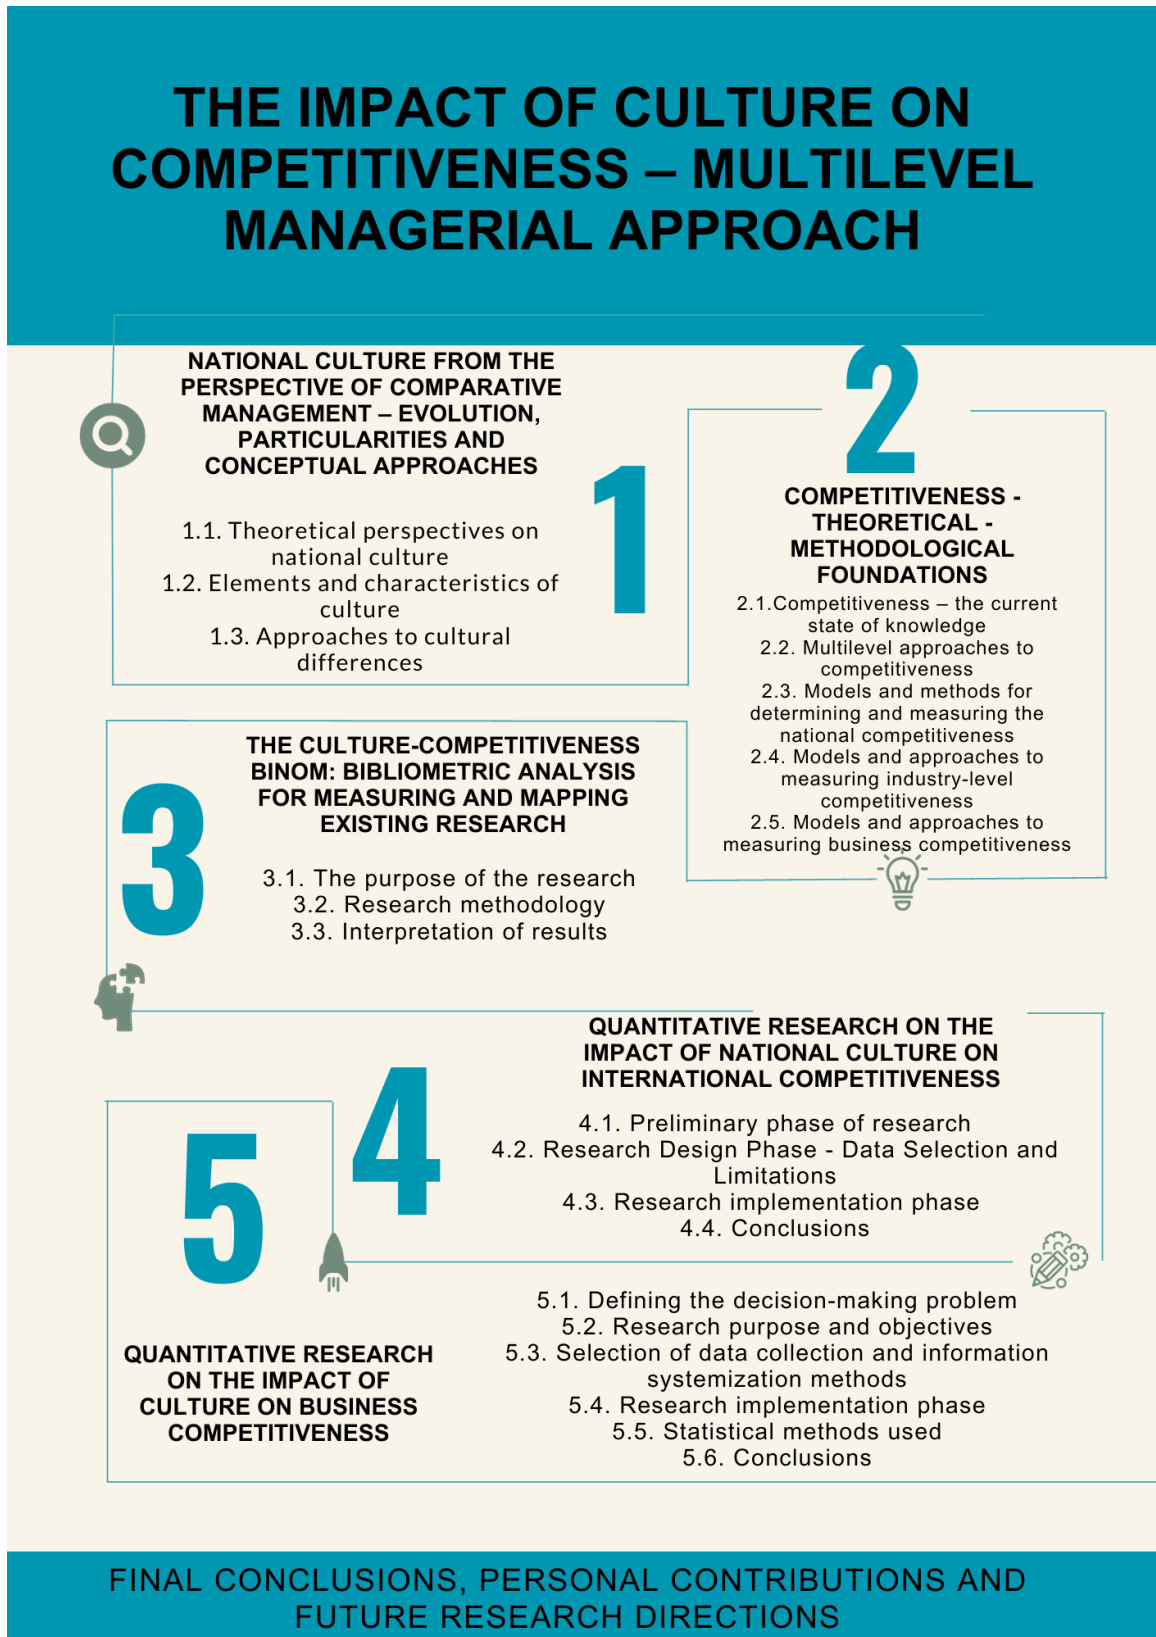 THE IMPACT OF CULTURE ON
COMPETITIVENESS – MULTILEVEL
MANAGERIAL APPROACH
NATIONAL CULTURE FROM THE
PERSPECTIVE OF COMPARATIVE
MANAGEMENT – EVOLUTION,
PARTICULARITIES AND
CONCEPTUAL APPROACHES
1
1.1. Theoretical perspectives on
national culture
1.2. Elements and characteristics of
culture
1.3. Approaches to cultural
differences
2
COMPETITIVENESS -
THEORETICAL -
METHODOLOGICAL
FOUNDATIONS
2.1.Competitiveness – the current
state of knowledge
2.2. Multilevel approaches to
competitiveness
2.3. Models and methods for
determining and measuring the
national competitiveness
2.4. Models and approaches to
measuring industry-level
competitiveness
2.5. Models and approaches to
measuring business competitiveness
3
THE CULTURE-COMPETITIVENESS
BINOM: BIBLIOMETRIC ANALYSIS
FOR MEASURING AND MAPPING
EXISTING RESEARCH
3.1. The purpose of the research
3.2. Research methodology
3.3. Interpretation of results
4
QUANTITATIVE RESEARCH ON THE
IMPACT OF NATIONAL CULTURE ON
INTERNATIONAL COMPETITIVENESS
4.1. Preliminary phase of research
4.2. Research Design Phase - Data Selection and
Limitations
4.3. Research implementation phase
4.4. Conclusions
5
QUANTITATIVE RESEARCH
ON THE IMPACT OF
CULTURE ON BUSINESS
COMPETITIVENESS
5.1. Defining the decision-making problem
5.2. Research purpose and objectives
5.3. Selection of data collection and information
systemization methods
5.4. Research implementation phase
5.5. Statistical methods used
5.6. Conclusions
FINAL CONCLUSIONS, PERSONAL CONTRIBUTIONS AND
FUTURE RESEARCH DIRECTIONS